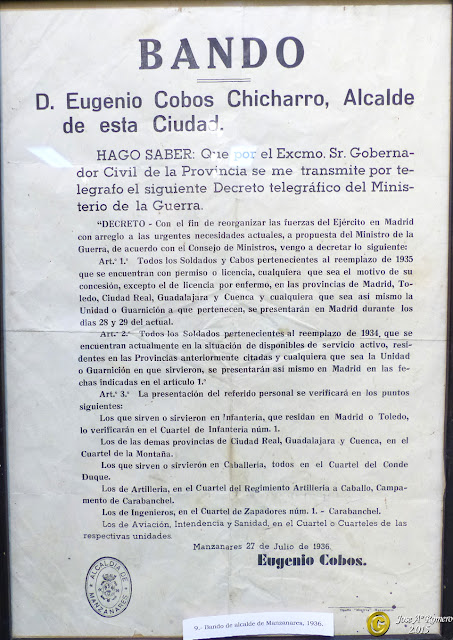 BANDO
D. Eugenio Cobos Chicharro, Alcalde
de esta Ciudad.
HAGO SABER: Que por el Excmo. Sr. Goberna-
dor Civil de la Provincia se me transmite por te-
legrafo el siguiente Decreto telegráfico del Minis-
terio de la Guerra.
"DECRETO - Con el fin de reorganizar las fuerzas del Ejército en Madrid
con arreglo a las urgentes necesidades actuales, a propuesta del Ministro de la
Guerra, de acuerdo con el Consejo de Ministros, vengo a decretar lo siguiente:
Art.º 1.º Todos los Soldados y Cabos pertenecientes al reemplazo de 1935
que se encuentran con permiso o licencia, cualquiera que sea el motivo de su
concesión, excepto el de licencia por enfermo, en las provincias de Madrid, To-
ledo, Ciudad Real, Guadalajara y Cuenca y cualquiera que sea asi mismo la
Unidad o Guarnición a que pertenecen, se presentarán en Madrid durante los
dias 28 y 29 del actual.
Art.º 2.º Todos los Soldados pertenecientes al reemplazo de 1934, que se
encuentran actualmente en la situación de disponibles de servicio activo, resi-
dentes en las Provincias anteriormente citadas y cualquiera que sea la Unidad
o Guarnición en que sirvieron, se presentarán asi mismo en Madrid en las fe-
chas indicadas en el articulo 1.º
Art.º 3.º La presentación del referido personal se verificará en los puntos
siguientes:
Los que sirven o sirvieron en Infantería, que residan en Madrid o Toledo,
lo verificarán en el Cuartel de Infantería núm. 1.
Los de las demas provincias de Ciudad Real, Guadalajara y Cuenca, en el
Cuartel de la Montaña.
Los que sirven o sirvierón en Caballería, todos en el Cuartel del Conde
Duque.
Los de Artillería, en el Cuartel del Regimiento Artillería a Caballo, Campa-
mento de Carabanchel.
Los de Ingenieros, en el Cuartel de Zapadores núm. 1. - Carabanchel.
Los de Aviación, Intendencia y Sanidad, en el Cuartel o Cuarteles de las
respectivas unidades.
Manzanares 27 de Julio de 1936.
Eugenio Cobos.
ALCALDIA DE
MANZANARES
9.- Bando de alcalde de Manzanares, 1936.
Jose Aº Romero
2015